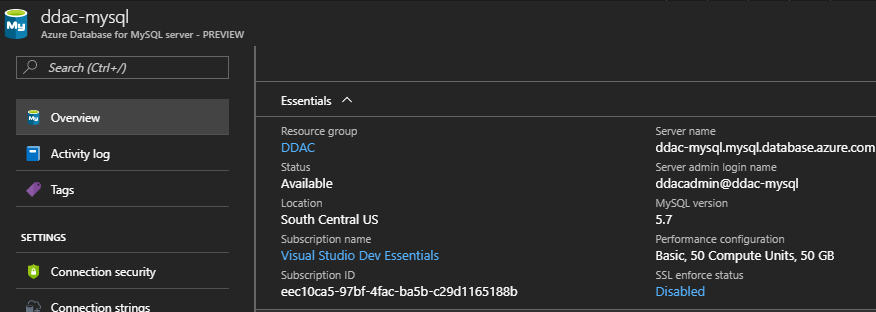 ddac-mysql
Azure Database for MySQL server - PREVIEW
Search (Ctrl+/)
Overview
Activity log
Tags
SETTINGS
Connection security
Connection strings
Essentials
Resource group
DDAC
Status
Available
Location
South Central US
Subscription name
Visual Studio Dev Essentials
Subscription ID
eec10ca5-97bf-4fac-ba5b-c29d1165188b
Server name
ddac-mysql.mysql.database.azure.com
Server admin login name
ddacadmin@ddac-mysql
MySQL version
5.7
Performance configuration
Basic, 50 Compute Units, 50 GB
SSL enforce status
Disabled